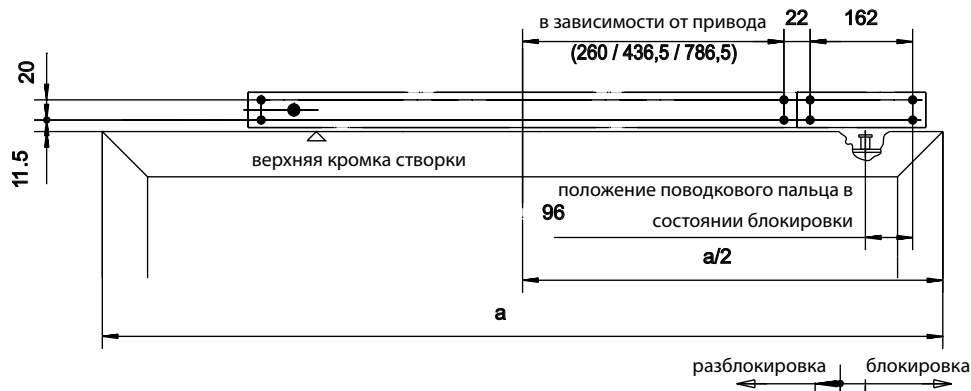 в зависимости от привода
22
162
(260 / 436,5 / 786,5)
20
11.5
верхняя кромка створки
положение поводкового пальца в
96
состоянии блокировки
a/2
a
разблокировка
блокировка